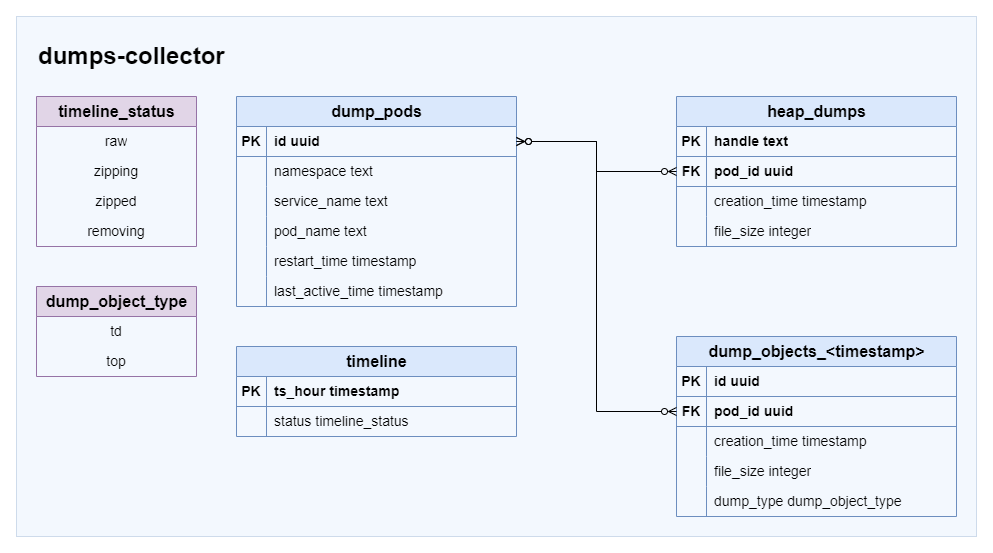 dumps-collector
timeline_status
raw
zipping
zipped
removing
dump_object_type
td
top
dump_pods
PK id uuid
namespace text
service_name text
pod_name text
restart_time timestamp
last_active_time timestamp
timeline
PK ts_hour timestamp
status timeline_status
heap_dumps
PK handle text
FK pod_id uuid
creation_time timestamp
file_size integer
dump_objects_<timestamp>
PK id uuid
FK pod_id uuid
creation_time timestamp
file_size integer
dump_type dump_object_type